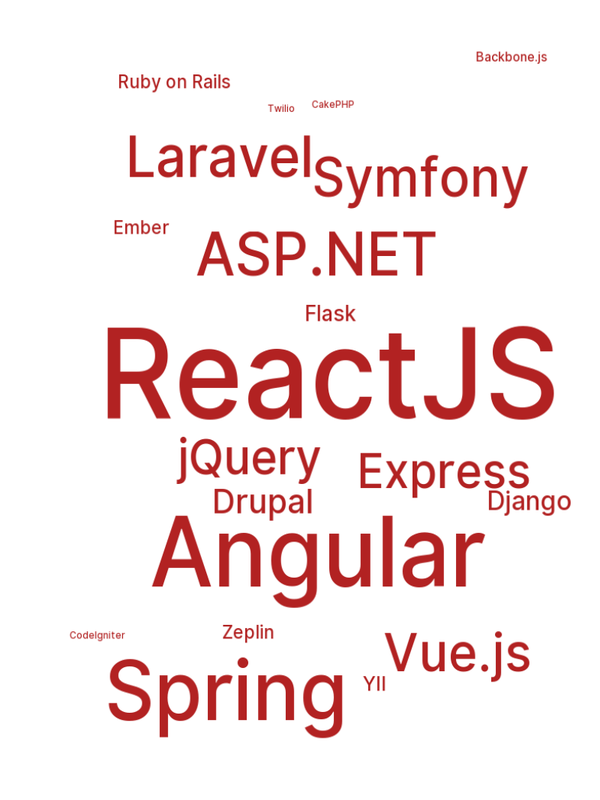 Backbone.js
Ruby on Rails
CakePHP
Twilio
Laravel
Symfony
Ember
ASP.NET
Flask
ReactJS
jQuery
Express
Drupal
Django
Angular
Zeplin
CodeIgniter
Vue.js
YII
Spring